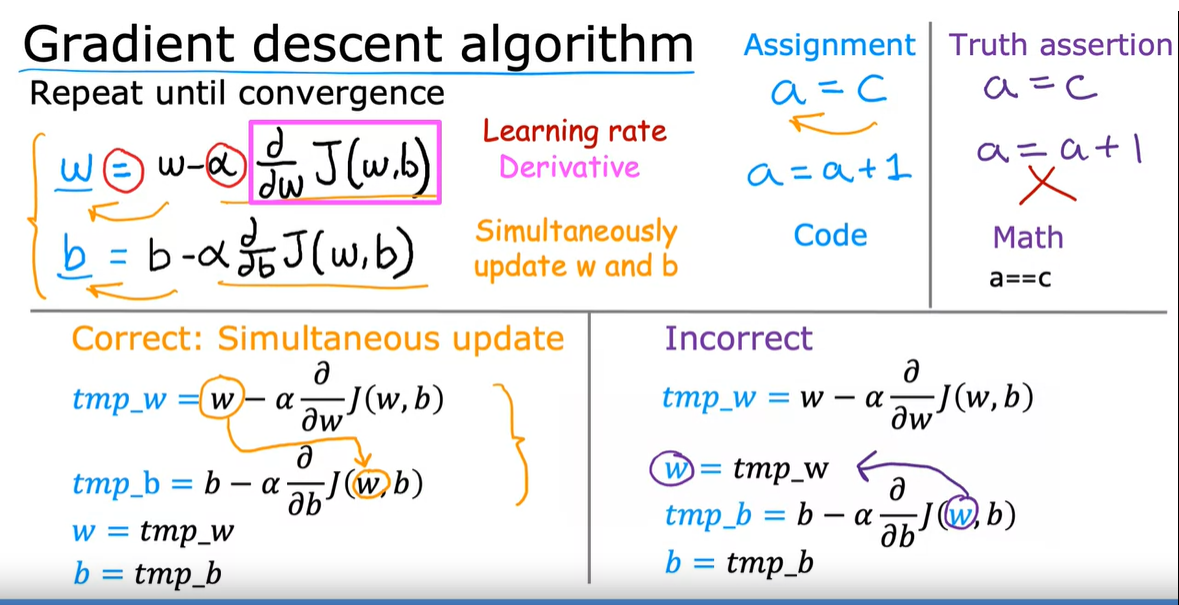 Gradient descent algorithm
Repeat until convergence
w = w-α ∂/∂w J(w,b)
b = b-α ∂/∂b J(w,b)
Learning rate
Derivative
Simultaneously
update w and b
Assignment
a = c
a = a+1
Code
Truth assertion
a = c
a = a+1
Math
a==c
Correct: Simultaneous update
tmp_w = w − α ∂/∂w J(w, b)
tmp_b = b − α ∂/∂b J(w, b)
w = tmp_w
b = tmp_b
Incorrect
tmp_w = w − α ∂/∂w J(w, b)
w = tmp_w
tmp_b = b − α ∂/∂b J(w, b)
b = tmp_b